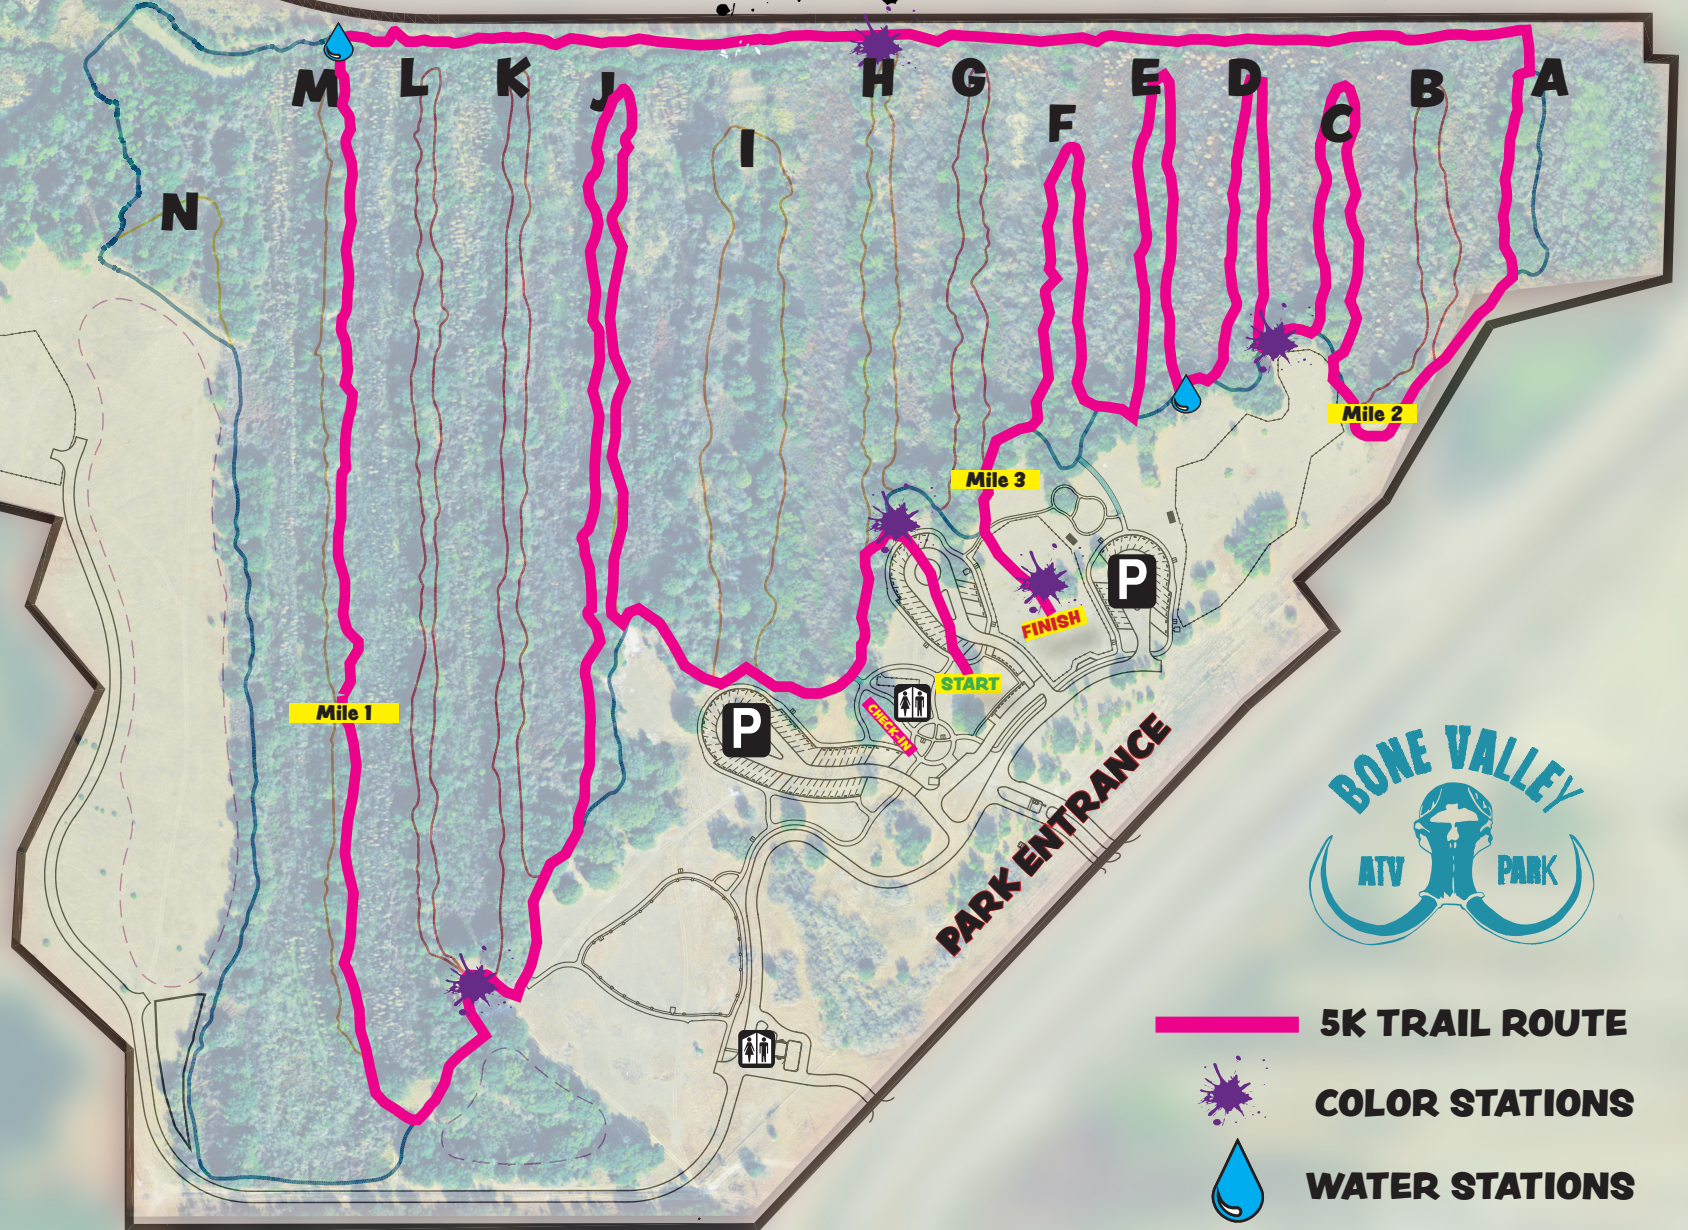 M
L
K
J
I
H
G
F
E
D
C
B
A
N
Mile 2
Mile 3
P
FINISH
START
CHECK-IN
P
Mile 1
PARK ENTRANCE
BONE VALLEY
ATV PARK
5K TRAIL ROUTE
COLOR STATIONS
WATER STATIONS